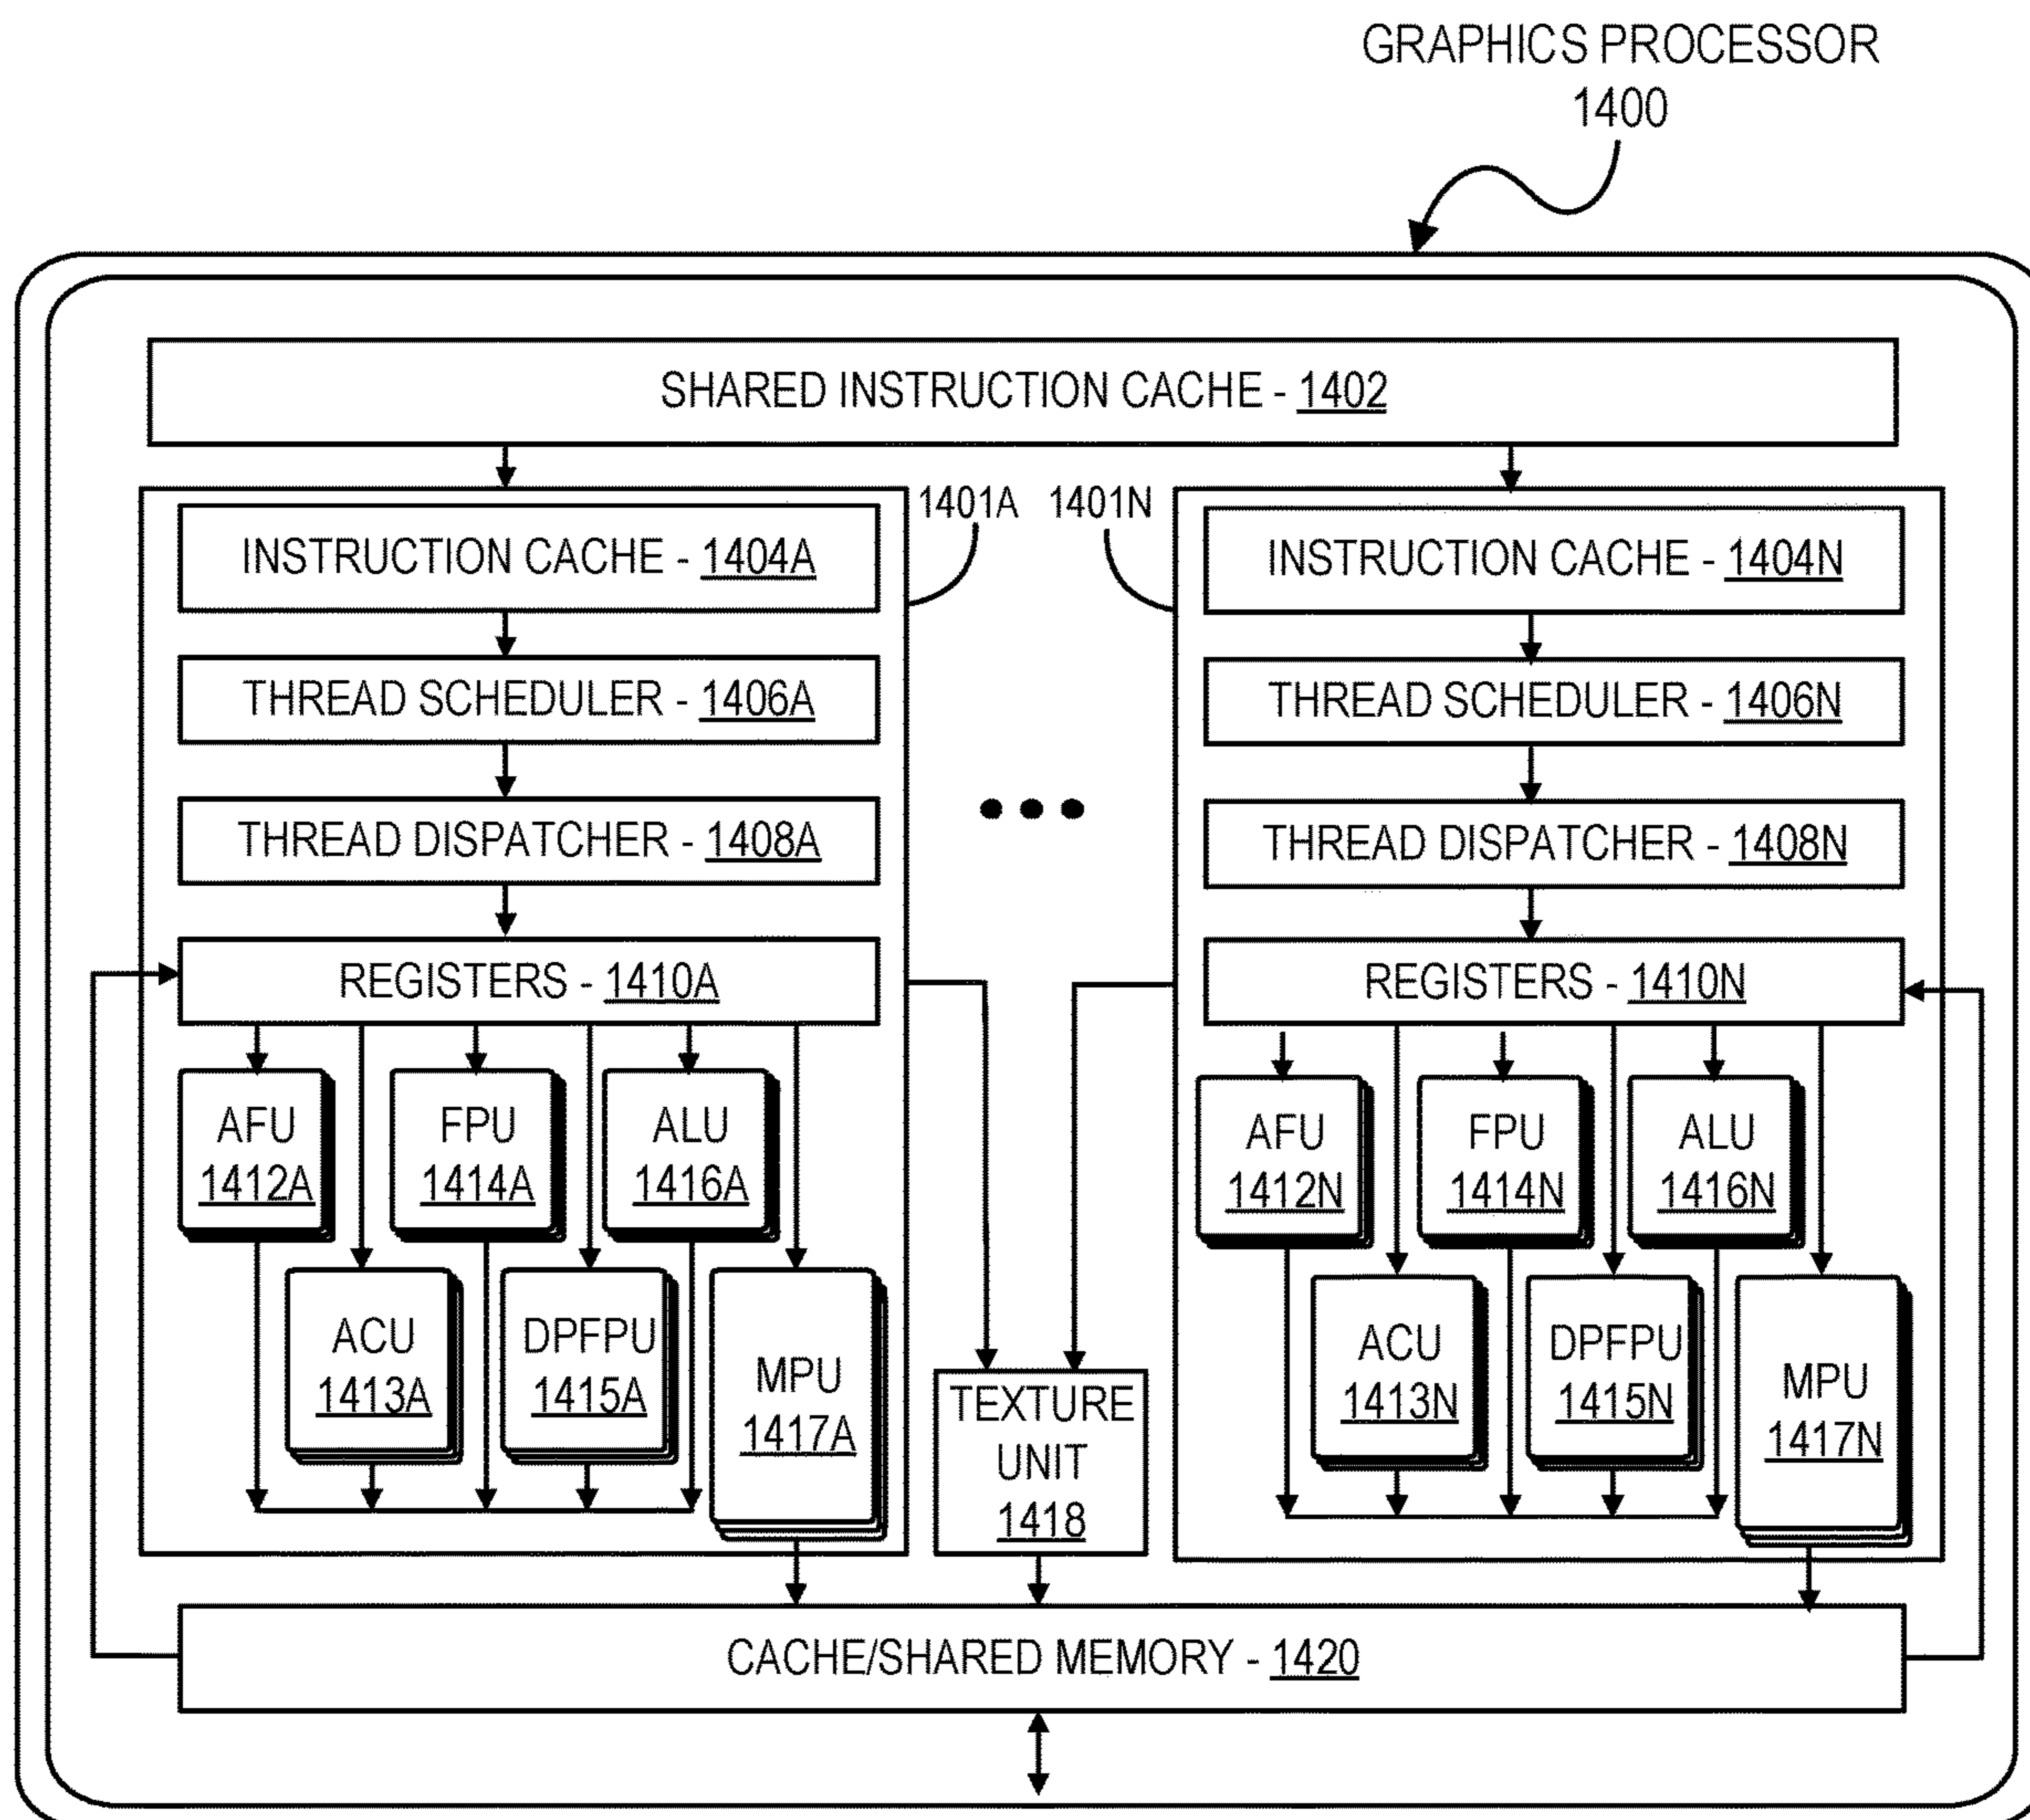 GRAPHICS PROCESSOR
1400
SHARED INSTRUCTION CACHE - 1402
1401A
1401N
INSTRUCTION CACHE - 1404A
THREAD SCHEDULER - 1406A
THREAD DISPATCHER - 1408A
REGISTERS - 1410A
AFU
1412A
FPU
1414A
ALU
1416A
ACU
1413A
DPFPU
1415A
MPU
1417A
INSTRUCTION CACHE - 1404N
THREAD SCHEDULER - 1406N
THREAD DISPATCHER - 1408N
REGISTERS - 1410N
AFU
1412N
FPU
1414N
ALU
1416N
ACU
1413N
DPFPU
1415N
MPU
1417N
TEXTURE
UNIT
1418
CACHE/SHARED MEMORY - 1420